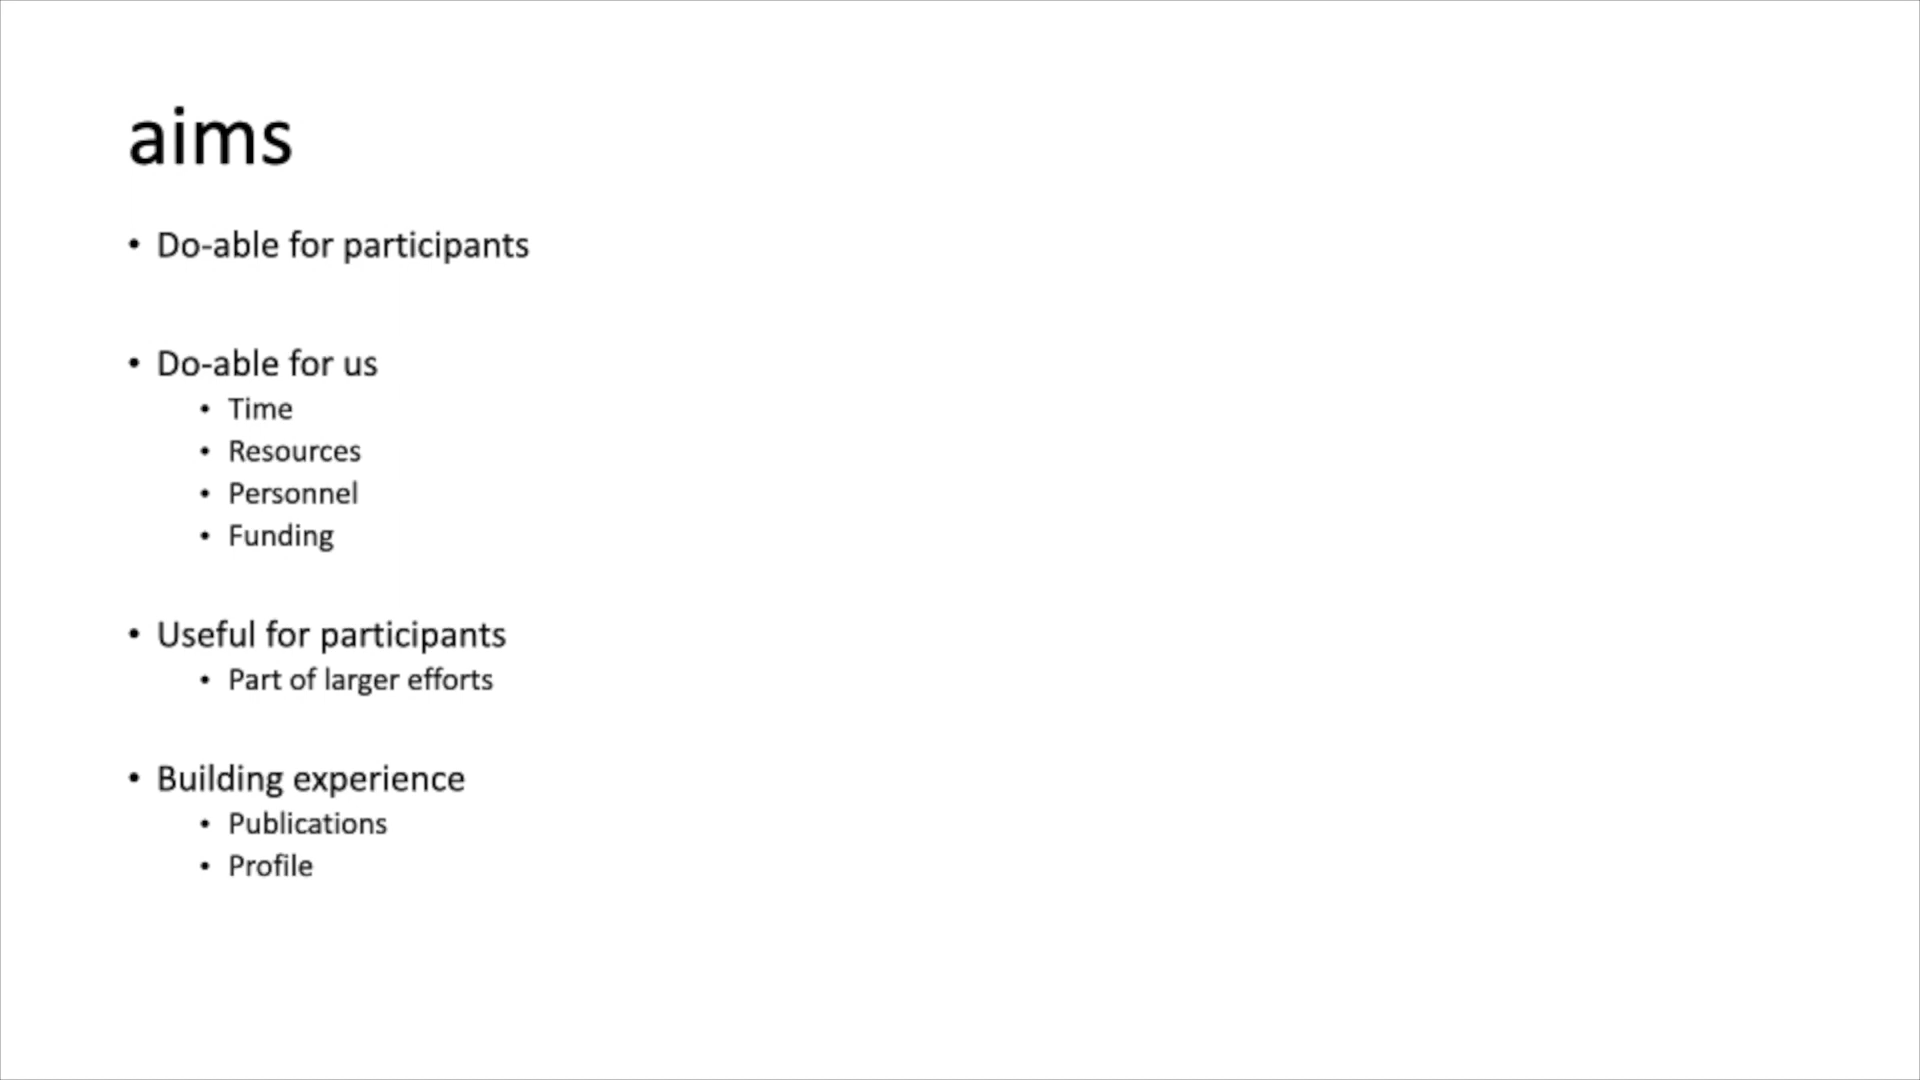 aims
• Do-able for participants
• Do-able for us
• Time
• Resources
• Personnel
• Funding
• Useful for participants
• Part of larger efforts
• Building experience
• Publications
• Profile